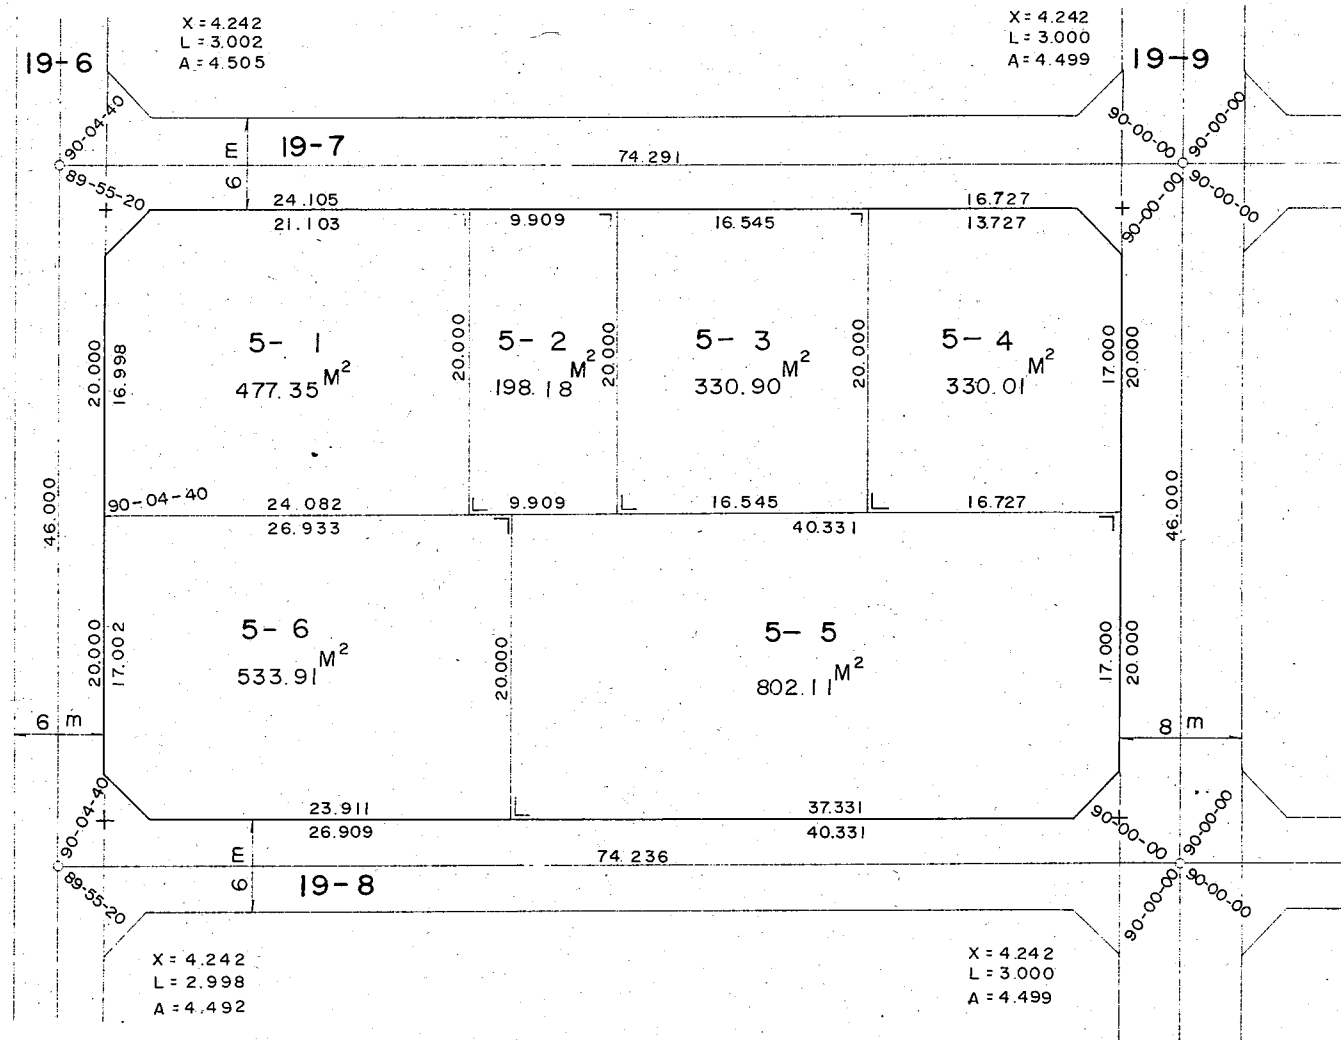 X = 4.242
L = 3.002
A = 4.505
X = 4.242
L = 3.000
A = 4.499
19-6
19-9
90-04-40
90-00-00
90-00-00
6 m
19-7
74.291
89-55-20
90-00-00
90-00-00
24.105
16.727
21.103
9.909
16.545
13.727
5- 1
477.35 M²
5- 2
198.18 M²
5- 3
330.90 M²
5- 4
330.01 M²
20.000
16.998
20.000
20.000
20.000
17.000
20.000
90-04-40
24.082
9.909
16.545
16.727
26.933
40.331
46.000
46.000
5- 6
533.91 M²
5- 5
802.11 M²
20.000
17.002
20.000
17.000
20.000
6 m
8 m
23.911
37.331
26.909
40.331
90-04-40
90-00-00
90-00-00
6 m
74.236
19-8
89-55-20
90-00-00
90-00-00
X = 4.242
L = 2.998
A = 4.492
X = 4.242
L = 3.000
A = 4.499